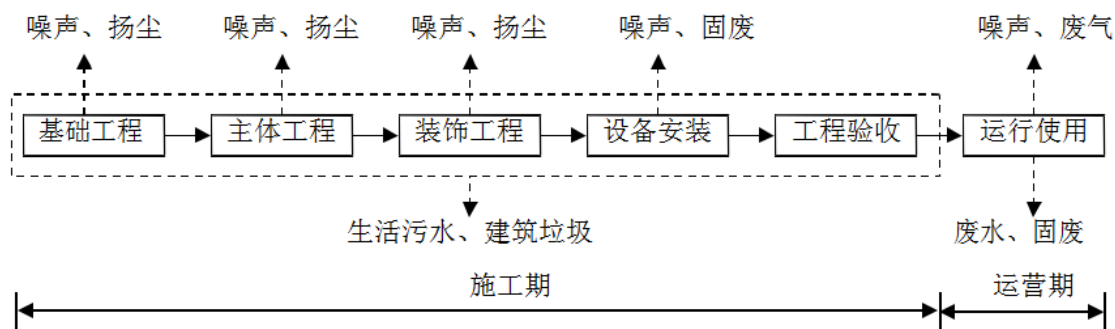 噪声、扬尘 噪声、扬尘 噪声、扬尘 噪声、固废 噪声、废气
基础工程 主体工程 装饰工程 设备安装 工程验收 运行使用
生活污水、建筑垃圾 废水、固废
施工期 运营期